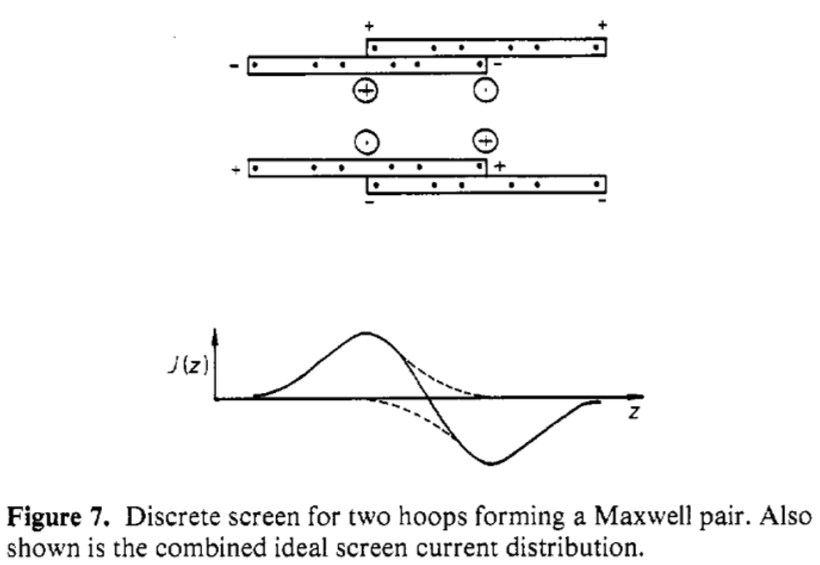 + +
- -
+ +
- -
J(z)
z
Figure 7. Discrete screen for two hoops forming a Maxwell pair. Also
shown is the combined ideal screen current distribution.